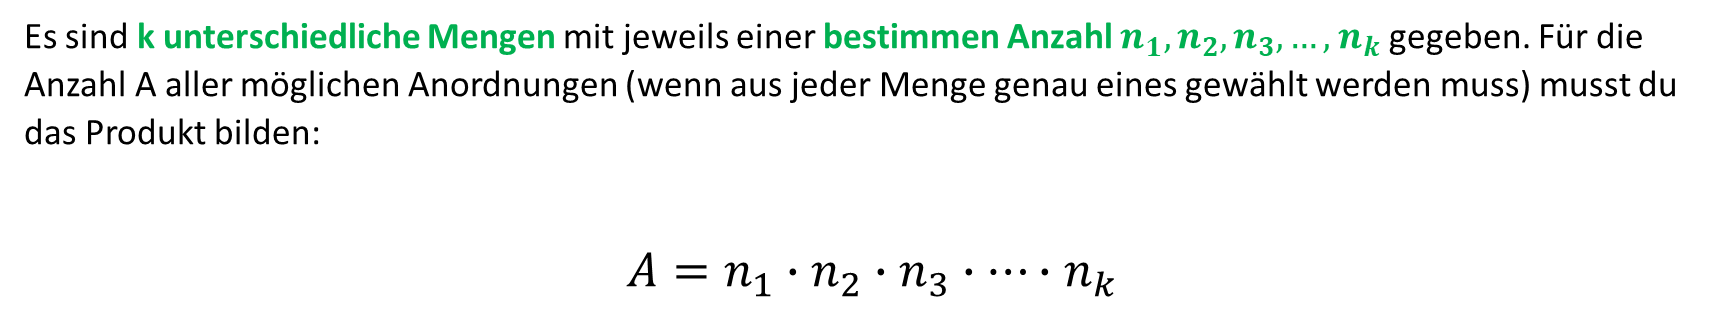 Es sind k unterschiedliche Mengen mit jeweils einer bestimmen Anzahl n₁, n₂, n₃, … , nₖ gegeben. Für die
Anzahl A aller möglichen Anordnungen (wenn aus jeder Menge genau eines gewählt werden muss) musst du
das Produkt bilden:
A = n₁ · n₂ · n₃ · ⋯ · nₖ